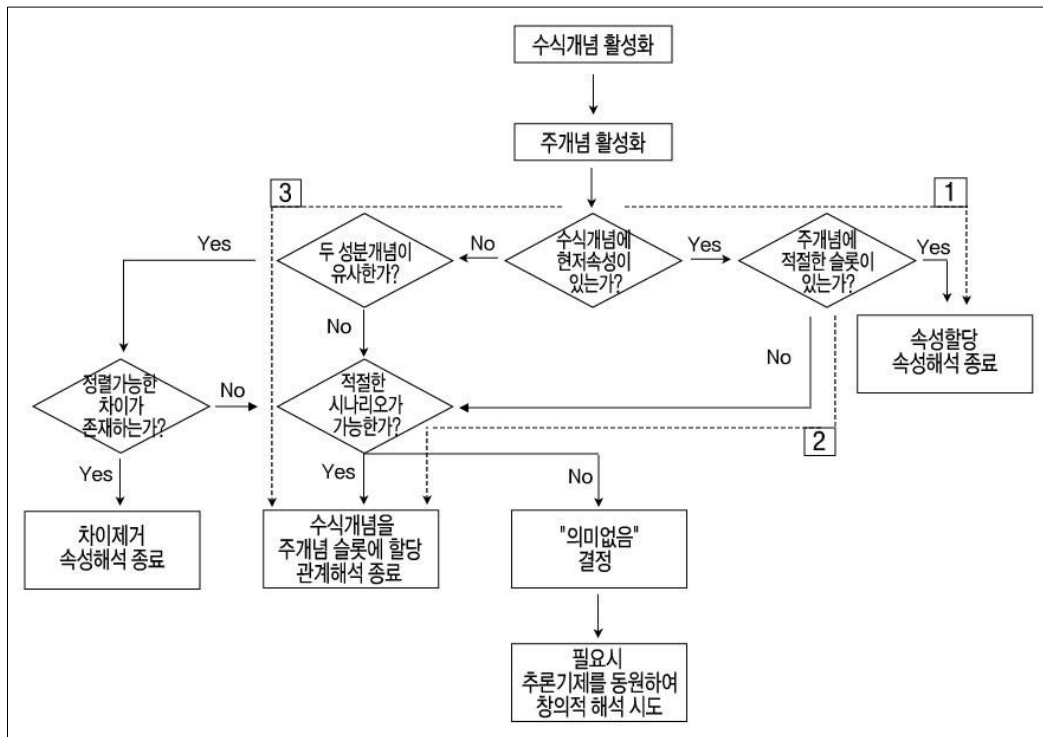 수식개념 활성화
주개념 활성화
3
1
Yes
두 성분개념이
유사한가?
No
수식개념에
현저속성이
있는가?
Yes
주개념에
적절한 슬롯이
있는가?
Yes
No
No
속성할당
속성해석 종료
정렬가능한
차이가
존재하는가?
No
적절한
시나리오가
가능한가?
2
Yes
Yes
No
차이제거
속성해석 종료
수식개념을
주개념 슬롯에 할당
관계해석 종료
"의미없음"
결정
필요시
추론기제를 동원하여
창의적 해석 시도